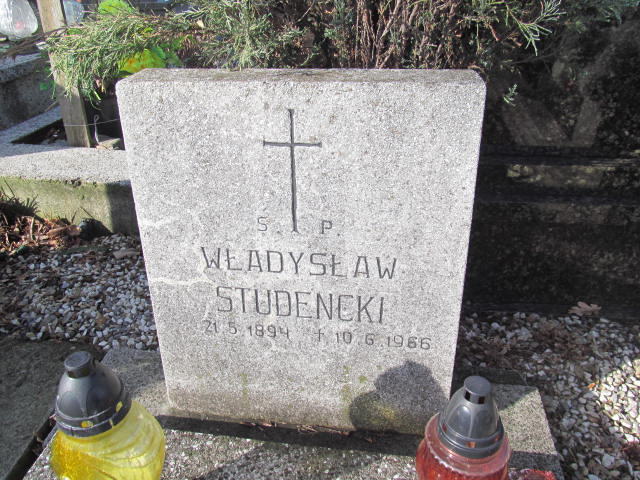 S. P.
WŁADYSŁAW
STUDENCKI
21 5.1894 † 10.6.1966